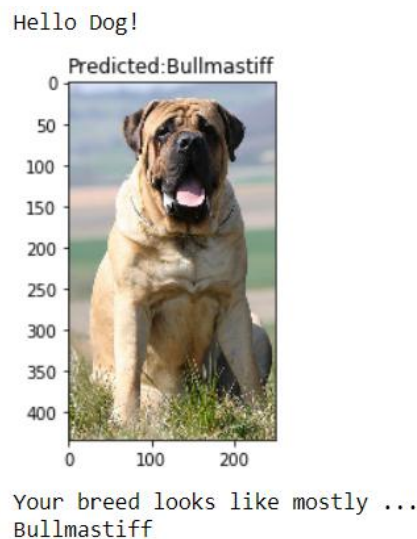 Hello Dog!
Predicted:Bullmastiff
0
50
100
150
200
250
300
350
400
0 100 200
Your breed looks like mostly ...
Bullmastiff